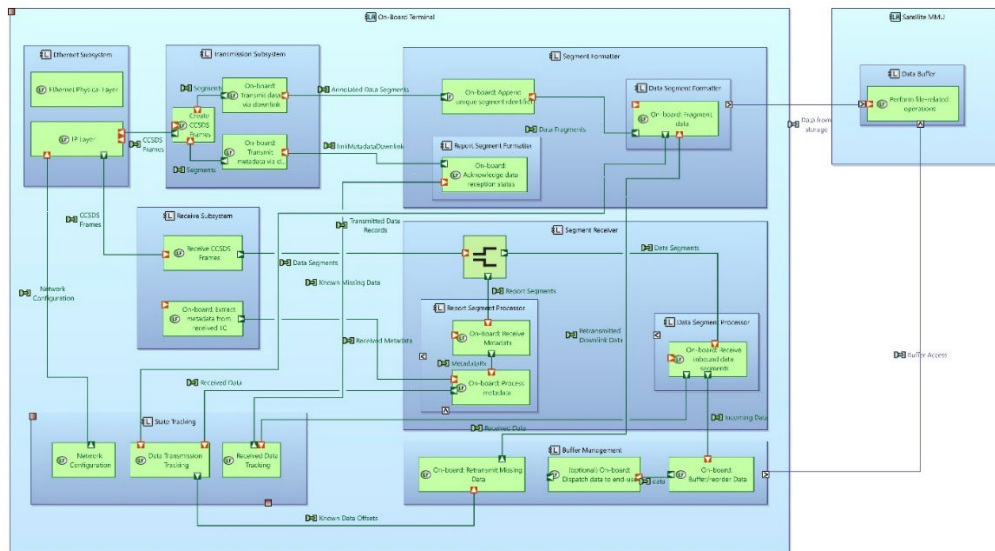 On-Board Terminal
Satellite MMU
Ethernet Subsystem
Transmission Subsystem
Segment Formatter
Data Buffer
Ethernet Physical Layer
Segments
On-board:
Transmit data
via downlink
Annotated Data Segments
On-board: Append
unique segment identifier
Data Segment Formatter
Perform file-related
operations
IP Layer
Create
CCSDS
Frames
On-board: Fragment
data
Data from
storage
CCSDS
Frames
On-board:
Transmit
metadata via d...
linkMetadataDownlink
Data Fragments
Report Segment Formatter
Segments
On-board:
Acknowledge data
reception status
CCSDS
Frames
Receive Subsystem
Transmitted Data
Records
Segment Receiver
Receive CCSDS
Frames
Data Segments
Data Segments
Known Missing Data
Network
Configuration
Report Segments
On-board: Extract
metadata from
received TC
Report Segment Processor
Data Segment Processor
On-Board: Receive
Metadata
Retransmitted
Downlink Data
Received Metadata
On-board: Receive
inbound data
segments
Buffer Access
Metadata
On-board: Process
metadata
Received Data
Incoming Data
State Tracking
Received Data
Network
Configuration
Data Transmission
Tracking
Received Data
Tracking
Buffer Management
On-board: Retransmit Missing
Data
(optional) On-board:
Dispatch data to end-use
data
On-board:
Buffer/reorder Data
Known Data Offsets